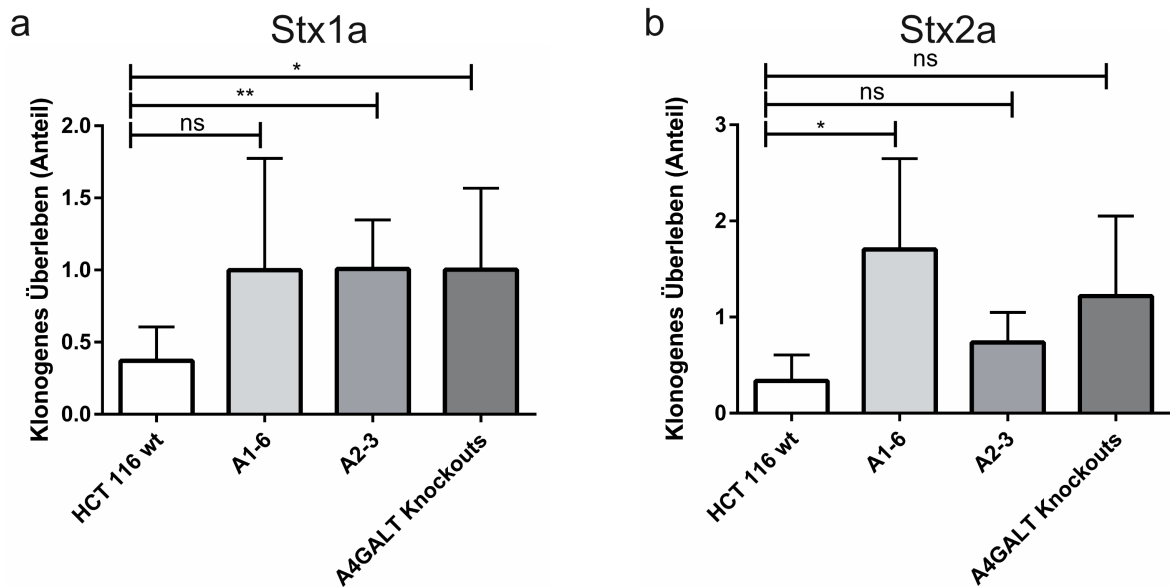 a
Stx1a
*
**
ns
Klonogenes Überleben (Anteil)
2.0
1.5
1.0
0.5
0.0
HCT 116 wt
A1-6
A2-3
A4GALT Knockouts
b
Stx2a
ns
ns
*
Klonogenes Überleben (Anteil)
3
2
1
0
HCT 116 wt
A1-6
A2-3
A4GALT Knockouts